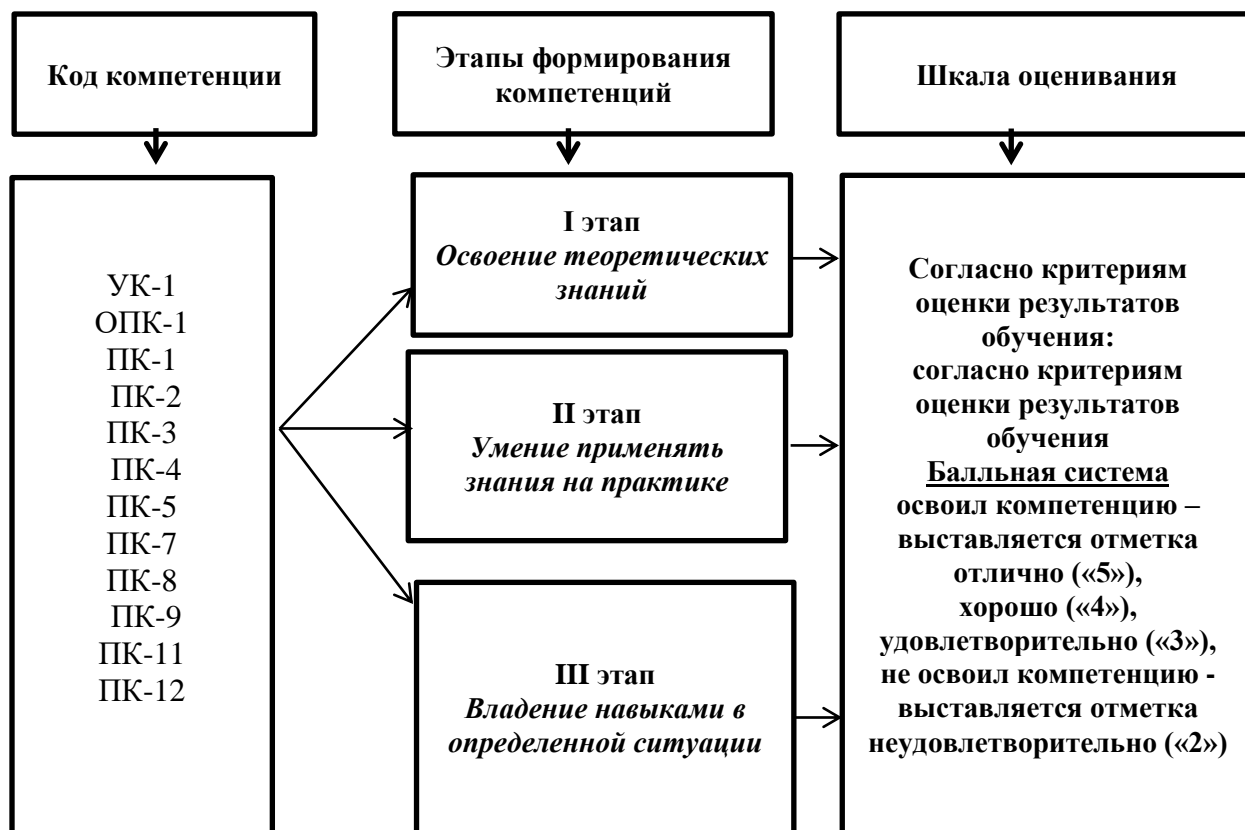 Код компетенции
Этапы формирования
компетенций
Шкала оценивания
УК-1
ОПК-1
ПК-1
ПК-2
ПК-3
ПК-4
ПК-5
ПК-7
ПК-8
ПК-9
ПК-11
ПК-12
I этап
Освоение теоретических
знаний
II этап
Умение применять
знания на практике
III этап
Владение навыками в
определенной ситуации
Согласно критериям
оценки результатов
обучения:
согласно критериям
оценки результатов
обучения
Балльная система
освоил компетенцию –
выставляется отметка
отлично («5»),
хорошо («4»),
удовлетворительно («3»),
не освоил компетенцию -
выставляется отметка
неудовлетворительно («2»)